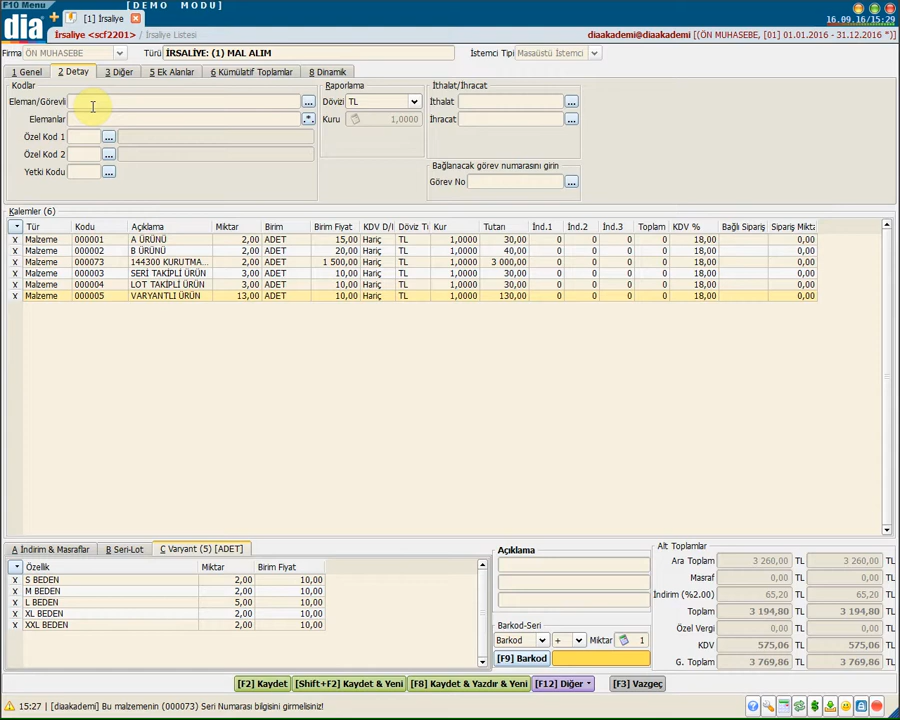 F10 Menu [DEMO MODU]
dia [1] İrsaliye 16.09.16/15:29
İrsaliye <scf2201> / İrsaliye Listesi diaakademi@diaakademi [(ÖN MUHASEBE, [01] 01.01.2016 - 31.12.2016 *)]
Firma ÖN MUHASEBE Türü İRSALİYE: (1) MAL ALIM İstemci Tipi Masaüstü İstemci
1 Genel 2 Detay 3 Diğer 5 Ek Alanlar 6 Kümülatif Toplamlar 8 Dinamik
Kodlar Raporlama İthalat/İhracat
Eleman/Görevli ... Dövizi TL İthalat ...
Elemanlar .*. Kuru 1,0000 İhracat ...
Özel Kod 1 ...
Özel Kod 2 ...
Bağlanacak görev numarasını girin
Yetki Kodu ...
Görev No ...
Kalemler (6)
Tür Kodu Açıklama Miktar Birim Birim Fiyat KDV D/İ Döviz Tü Kur Tutarı İnd.1 İnd.2 İnd.3 Toplam KDV % Bağlı Sipariş Sipariş Mikta
X Malzeme 000001 A ÜRÜNÜ 2,00 ADET 15,00 Hariç TL 1,0000 30,00 0 0 0 0 18,00 0,00
X Malzeme 000002 B ÜRÜNÜ 2,00 ADET 20,00 Hariç TL 1,0000 40,00 0 0 0 0 18,00 0,00
X Malzeme 000073 144300 KURUTMA... 2,00 ADET 1 500,00 Hariç TL 1,0000 3 000,00 0 0 0 0 18,00 0,00
X Malzeme 000003 SERİ TAKİPLİ ÜRÜN 3,00 ADET 10,00 Hariç TL 1,0000 30,00 0 0 0 0 18,00 0,00
X Malzeme 000004 LOT TAKİPLİ ÜRÜN 3,00 ADET 10,00 Hariç TL 1,0000 30,00 0 0 0 0 18,00 0,00
X Malzeme 000005 VARYANTLI ÜRÜN 13,00 ADET 10,00 Hariç TL 1,0000 130,00 0 0 0 0 18,00 0,00
A İndirim & Masraflar B Seri-Lot C Varyant (5) [ADET]
Özellik Miktar Birim Fiyat
X S BEDEN 2,00 10,00
X M BEDEN 2,00 10,00
X L BEDEN 5,00 10,00
X XL BEDEN 2,00 10,00
X XXL BEDEN 2,00 10,00
Açıklama
Barkod-Seri
Barkod + Miktar 1
[F9] Barkod
Alt Toplamlar
Ara Toplam 3 260,00 TL 3 260,00 TL
Masraf 0,00 TL 0,00 TL
İndirim (%2.00) 65,20 TL 65,20 TL
Toplam 3 194,80 TL 3 194,80 TL
Özel Vergi 0,00 TL 0,00 TL
KDV 575,06 TL 575,06 TL
G. Toplam 3 769,86 TL 3 769,86 TL
[F2] Kaydet [Shift+F2] Kaydet & Yeni [F8] Kaydet & Yazdır & Yeni [F12] Diğer [F3] Vazgeç
15:27 | [diaakademi] Bu malzemenin (000073) Seri Numarası bilgisini girmelisiniz!